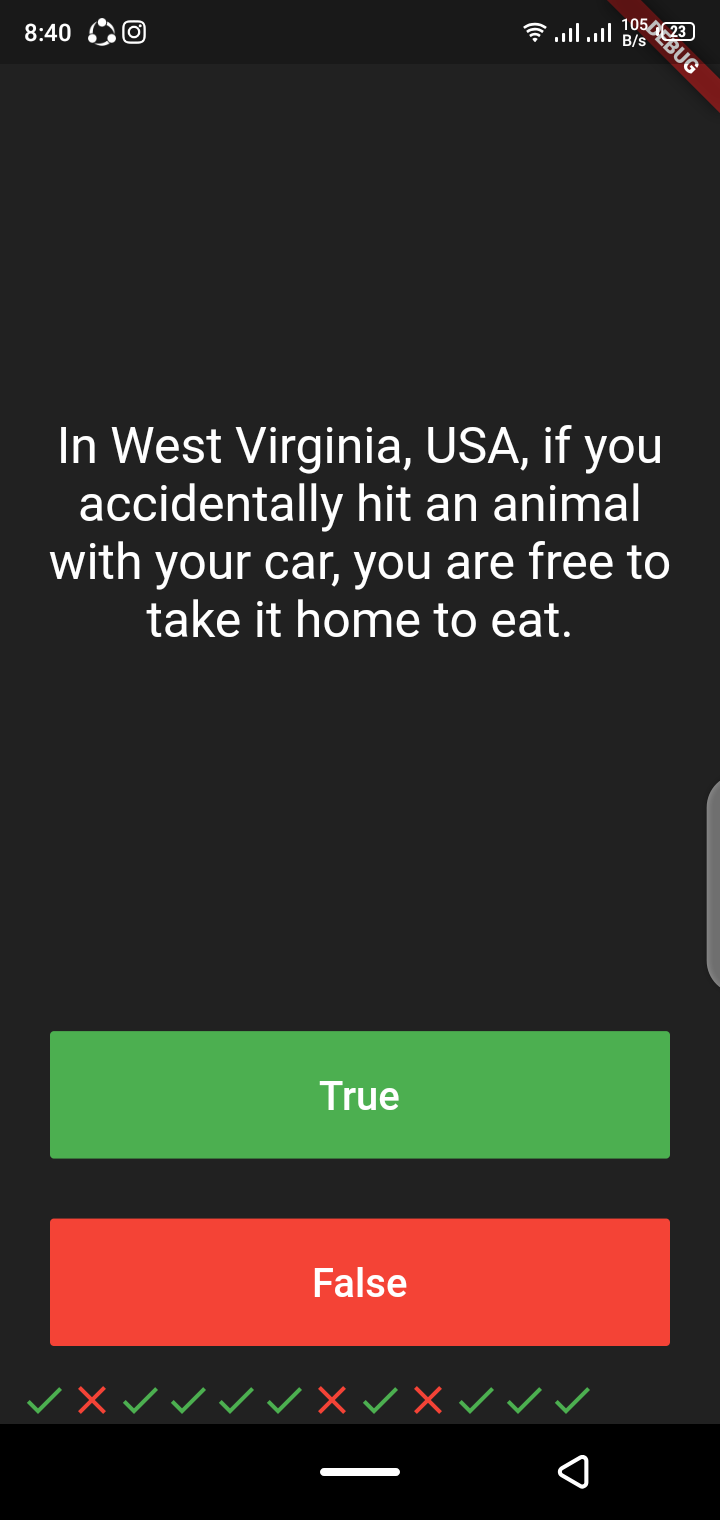 8:40
105
B/s
23
DEBUG
In West Virginia, USA, if you
accidentally hit an animal
with your car, you are free to
take it home to eat.
True
False